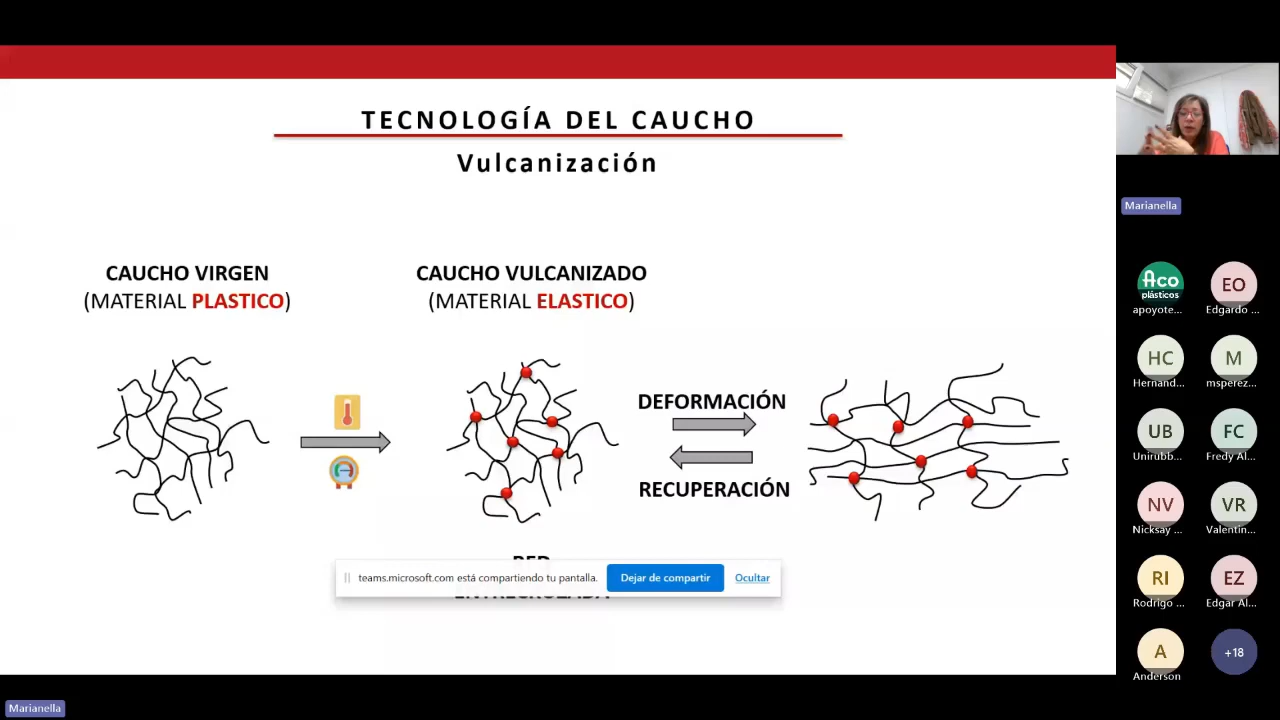 TECNOLOGÍA DEL CAUCHO
Vulcanización
CAUCHO VIRGEN
(MATERIAL PLASTICO)
CAUCHO VULCANIZADO
(MATERIAL ELASTICO)
DEFORMACIÓN
RECUPERACIÓN
teams.microsoft.com está compartiendo tu pantalla.
Dejar de compartir
Ocultar
Marianella
Aco
plásticos
apoyote...
EO
Edgardo ...
HC
Hernand...
M
msperez...
UB
Unirubb...
FC
Fredy Al...
NV
Nicksay ...
VR
Valentin...
RI
Rodrigo ...
EZ
Edgar Al...
A
Anderson
+18
Marianella